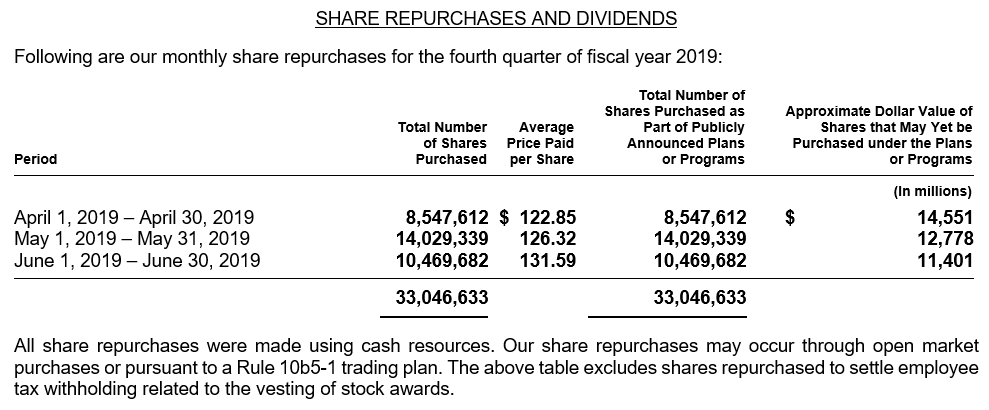 SHARE REPURCHASES AND DIVIDENDS
Following are our monthly share repurchases for the fourth quarter of fiscal year 2019:
Period
Total Number
of Shares
Purchased
Average
Price Paid
per Share
Total Number of
Shares Purchased as
Part of Publicly
Announced Plans
or Programs
Approximate Dollar Value of
Shares that May Yet be
Purchased under the Plans
or Programs
(In millions)
April 1, 2019 – April 30, 2019 8,547,612 $ 122.85 8,547,612 $ 14,551
May 1, 2019 – May 31, 2019 14,029,339 126.32 14,029,339 12,778
June 1, 2019 – June 30, 2019 10,469,682 131.59 10,469,682 11,401
33,046,633 33,046,633
All share repurchases were made using cash resources. Our share repurchases may occur through open market
purchases or pursuant to a Rule 10b5-1 trading plan. The above table excludes shares repurchased to settle employee
tax withholding related to the vesting of stock awards.